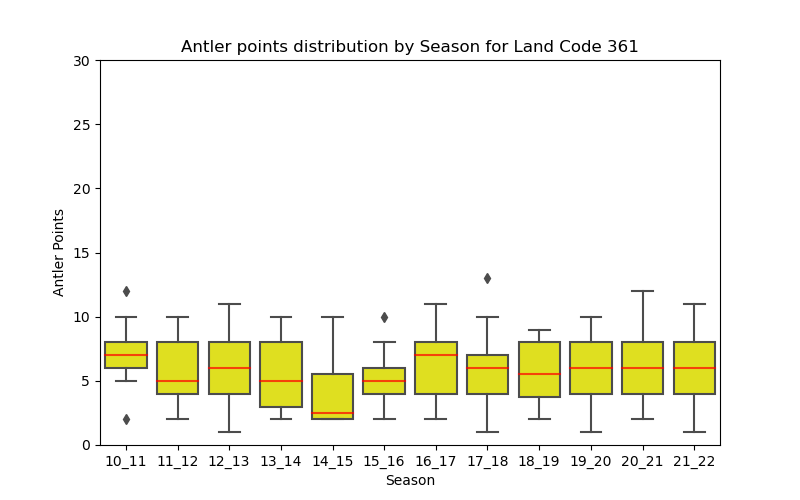 Antler points distribution by Season for Land Code 361
30
25
20
15
10
5
0
Antler Points
10_11 11_12 12_13 13_14 14_15 15_16 16_17 17_18 18_19 19_20 20_21 21_22
Season